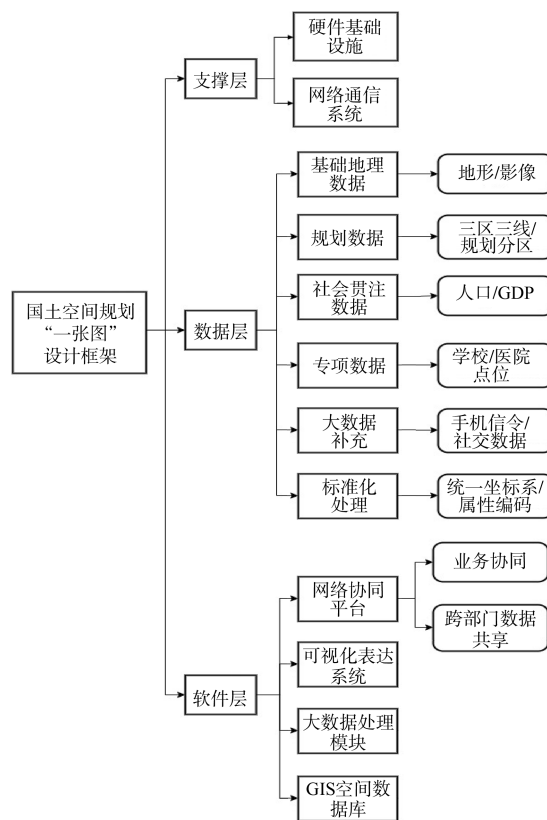 国土空间规划
“一张图”
设计框架
支撑层
硬件基础
设施
网络通信
系统
数据层
基础地理
数据
地形/影像
规划数据
三区三线/
规划分区
社会贯注
数据
人口/GDP
专项数据
学校/医院
点位
大数据
补充
手机信令/
社交数据
标准化
处理
统一坐标系/
属性编码
软件层
网络协同
平台
业务协同
跨部门数据
共享
可视化表达
系统
大数据处理
模块
GIS空间数
据库